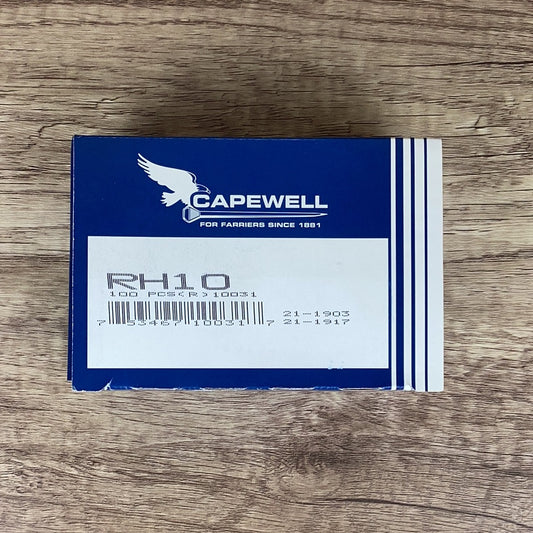 CAPEWELL
FOR FARRIERS SINCE 1881
RH10
100 PCS(R)10031
21-1903
7 53467 10031 7 21-1917